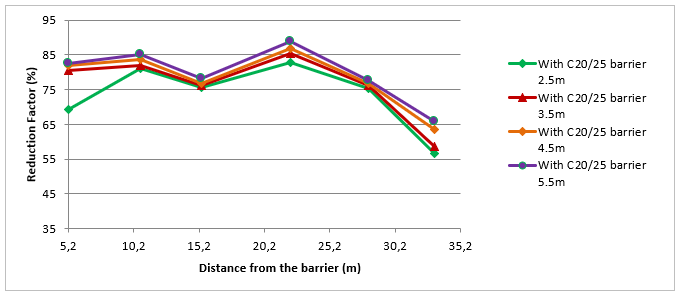 95
85
75
65
55
45
35
Reduction Factor (%)
5,2
10,2
15,2
20,2
25,2
30,2
35,2
Distance from the barrier (m)
With C20/25 barrier
2.5m
With C20/25 barrier
3.5m
With C20/25 barrier
4.5m
With C20/25 barrier
5.5m